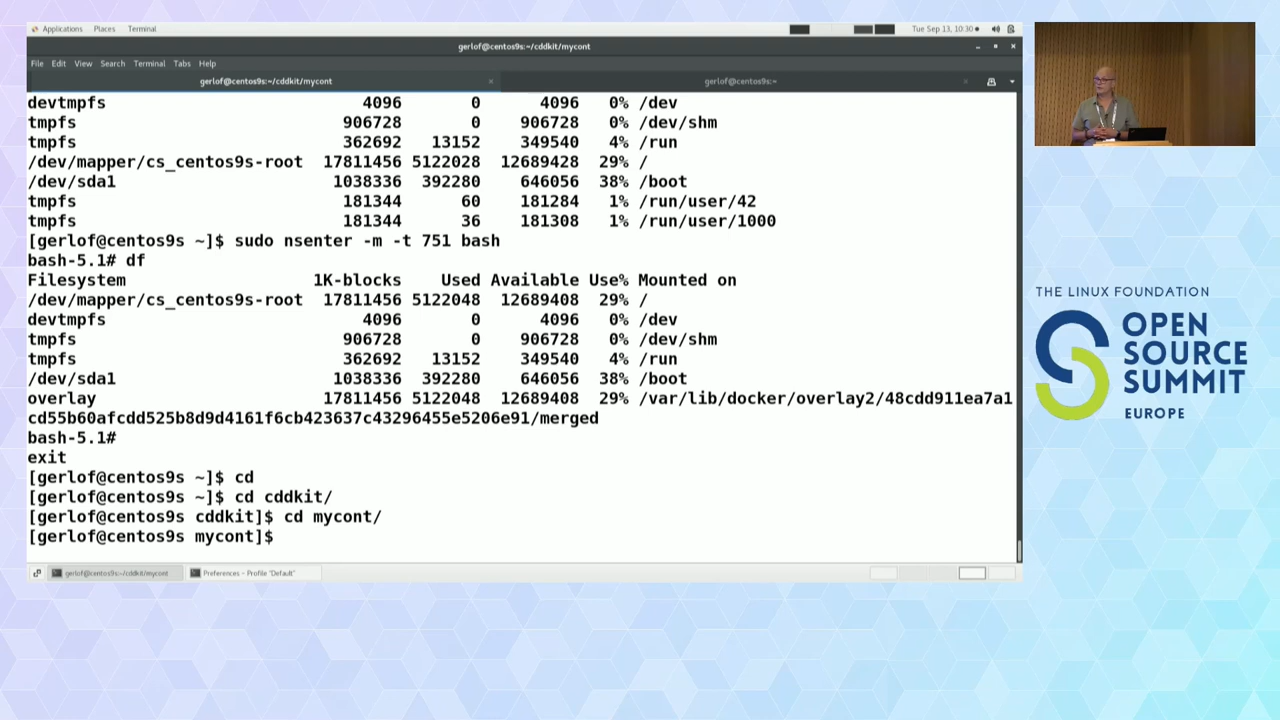 Applications Places Terminal Tue Sep 13, 10:30
gerlof@centos9s:~/cddkit/mycont
File Edit View Search Terminal Tabs Help
gerlof@centos9s:~/cddkit/mycont gerlof@centos9s:~
devtmpfs 4096 0 4096 0% /dev
tmpfs 906728 0 906728 0% /dev/shm
tmpfs 362692 13152 349540 4% /run
/dev/mapper/cs_centos9s-root 17811456 5122028 12689428 29% /
/dev/sda1 1038336 392280 646056 38% /boot
tmpfs 181344 60 181284 1% /run/user/42
tmpfs 181344 36 181308 1% /run/user/1000
[gerlof@centos9s ~]$ sudo nsenter -m -t 751 bash
bash-5.1# df
Filesystem 1K-blocks Used Available Use% Mounted on
/dev/mapper/cs_centos9s-root 17811456 5122048 12689408 29% /
devtmpfs 4096 0 4096 0% /dev
tmpfs 906728 0 906728 0% /dev/shm
tmpfs 362692 13152 349540 4% /run
/dev/sda1 1038336 392280 646056 38% /boot
overlay 17811456 5122048 12689408 29% /var/lib/docker/overlay2/48cdd911ea7a1
cd55b60afcdd525b8d9d4161f6cb423637c43296455e5206e91/merged
bash-5.1#
exit
[gerlof@centos9s ~]$ cd
[gerlof@centos9s ~]$ cd cddkit/
[gerlof@centos9s cddkit]$ cd mycont/
[gerlof@centos9s mycont]$
gerlof@centos9s:~/cddkit/mycont Preferences – Profile "Default"
THE LINUX FOUNDATION
OPEN
SOURCE
SUMMIT
EUROPE